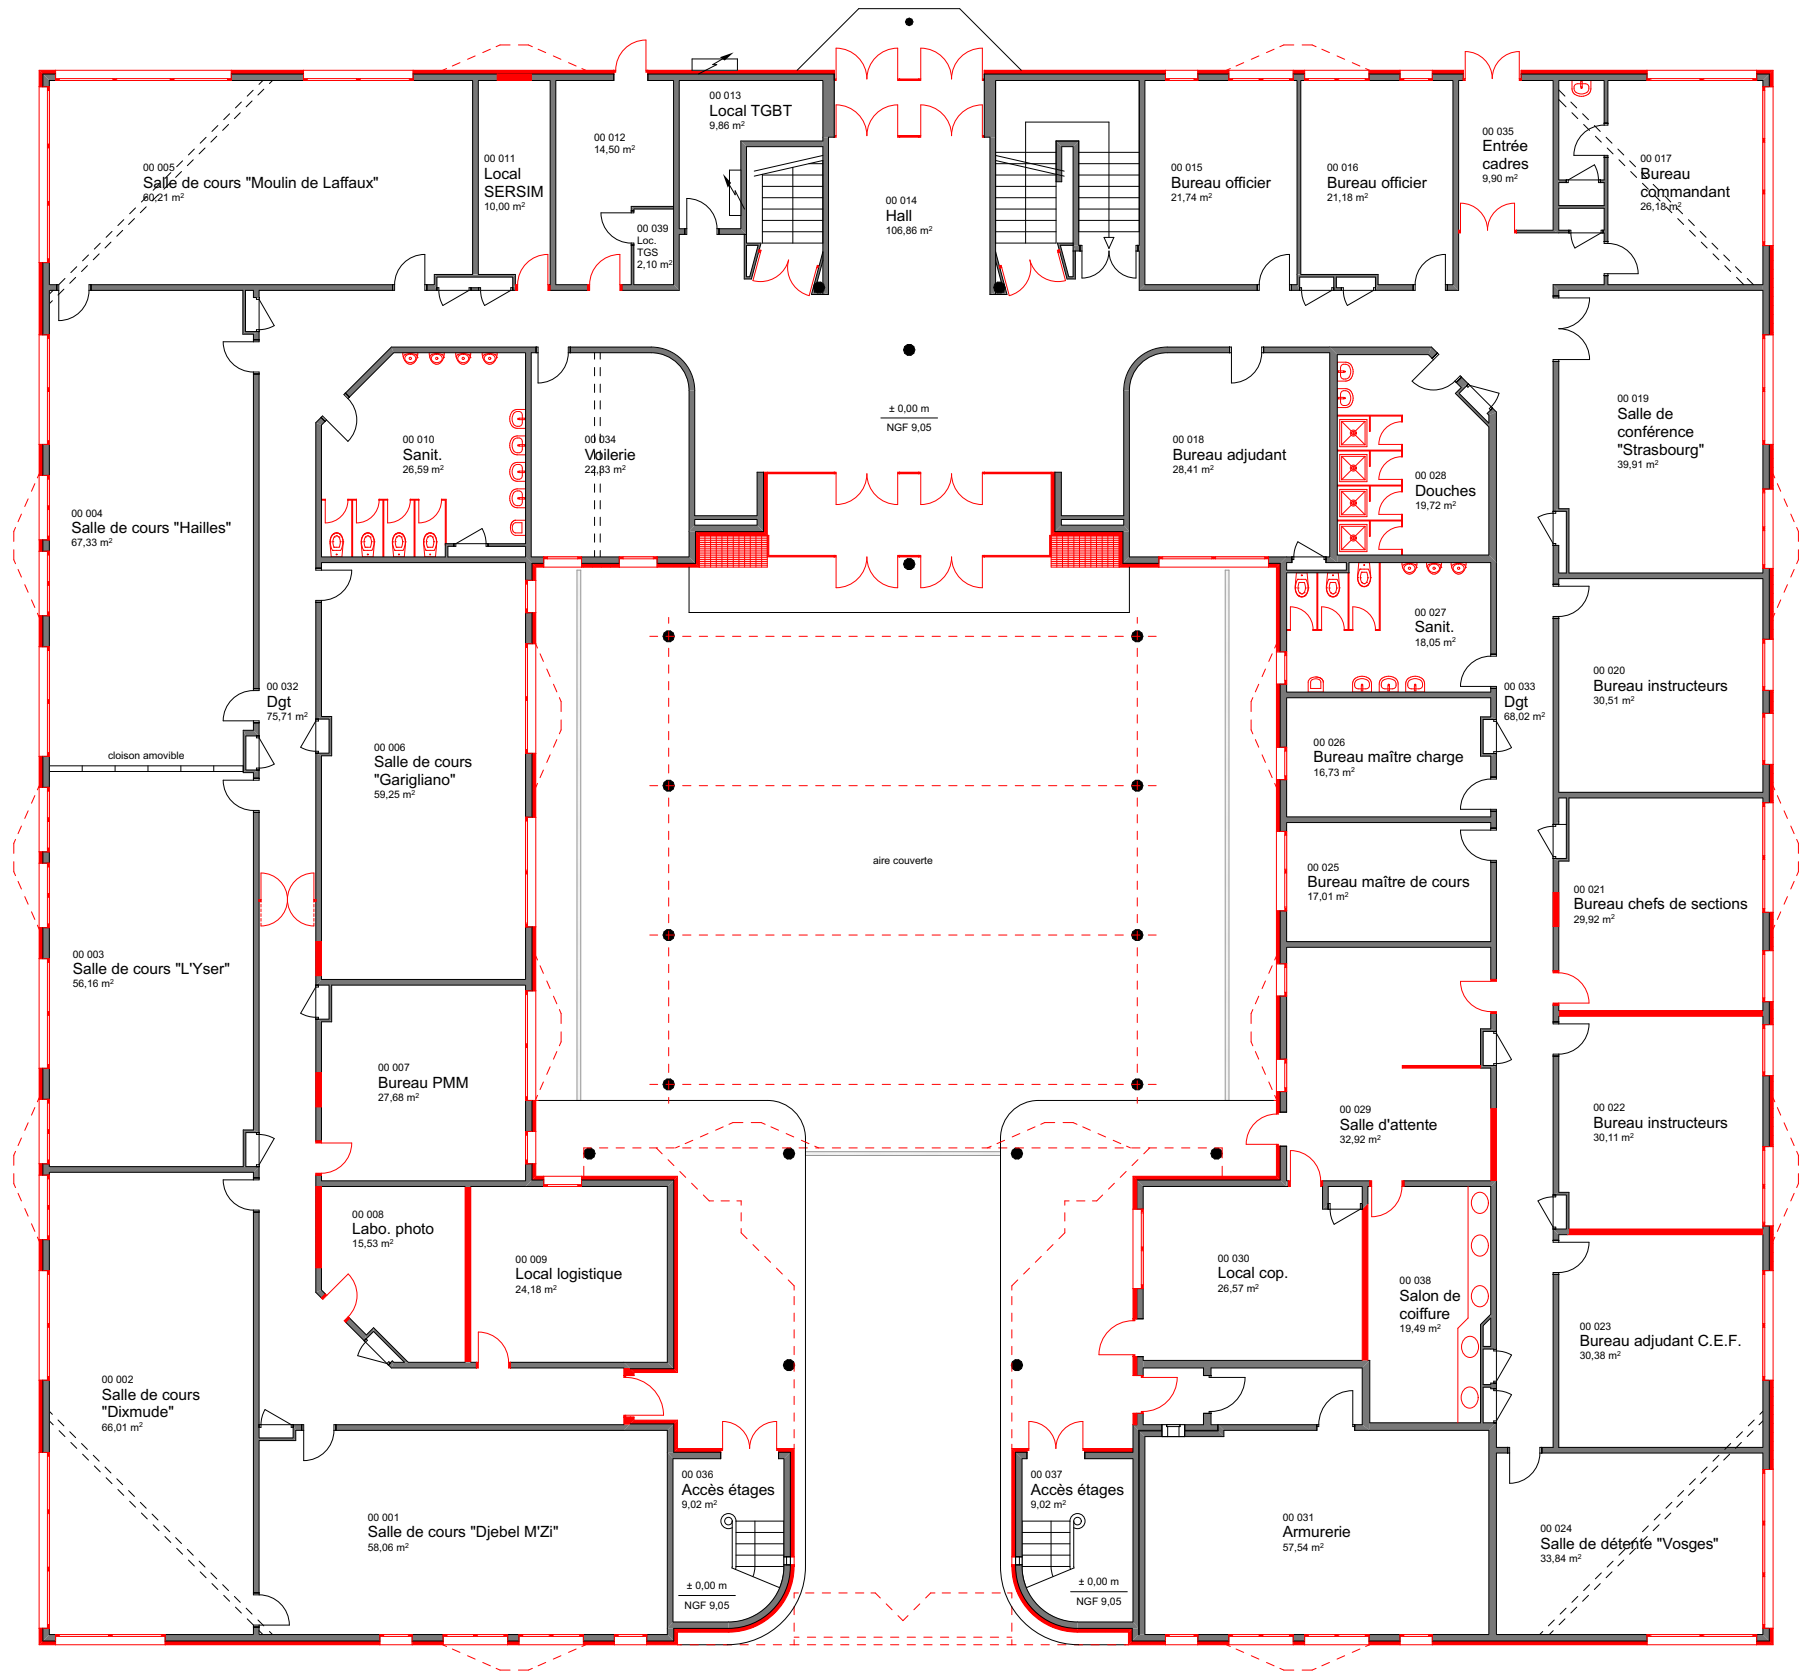 00 013
Local TGBT
9,86 m²
00 012
14,50 m²
00 035
Entrée
cadres
9,90 m²
00 005
Salle de cours "Moulin de Laffaux"
60,21 m²
00 011
Local
SERSIM
10,00 m²
00 015
Bureau officier
21,74 m²
00 016
Bureau officier
21,18 m²
00 017
Bureau
commandant
26,18 m²
00 014
Hall
106,86 m²
00 039
Loc.
TGS
2,10 m²
± 0,00 m
NGF 9,05
00 019
Salle de
conférence
"Strasbourg"
39,91 m²
00 010
Sanit.
26,59 m²
00 034
Voilerie
22,83 m²
00 018
Bureau adjudant
28,41 m²
00 028
Douches
19,72 m²
00 004
Salle de cours "Hailles"
67,33 m²
00 027
Sanit.
18,05 m²
00 032
Dgt
75,71 m²
00 033
Dgt
68,02 m²
00 020
Bureau instructeurs
30,51 m²
cloison amovible
00 006
Salle de cours
"Garigliano"
59,25 m²
00 026
Bureau maître charge
16,73 m²
aire couverte
00 025
Bureau maître de cours
17,01 m²
00 021
Bureau chefs de sections
29,92 m²
00 003
Salle de cours "L'Yser"
56,16 m²
00 007
Bureau PMM
27,68 m²
00 029
Salle d'attente
32,92 m²
00 022
Bureau instructeurs
30,11 m²
00 008
Labo. photo
15,53 m²
00 009
Local logistique
24,18 m²
00 030
Local cop.
26,57 m²
00 038
Salon de
coiffure
19,49 m²
00 023
Bureau adjudant C.E.F.
30,38 m²
00 002
Salle de cours
"Dixmude"
66,01 m²
00 036
Accès étages
9,02 m²
00 037
Accès étages
9,02 m²
00 001
Salle de cours "Djebel M'Zi"
58,06 m²
00 031
Armurerie
57,54 m²
00 024
Salle de détente "Vosges"
33,84 m²
± 0,00 m
NGF 9,05
± 0,00 m
NGF 9,05